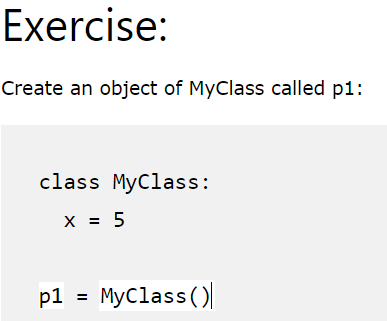 Exercise:
Create an object of MyClass called p1:
class MyClass:
  x = 5
p1 = MyClass()